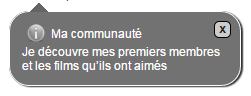 Ma communauté
x
Je découvre mes premiers membres
et les films qu'ils ont aimés